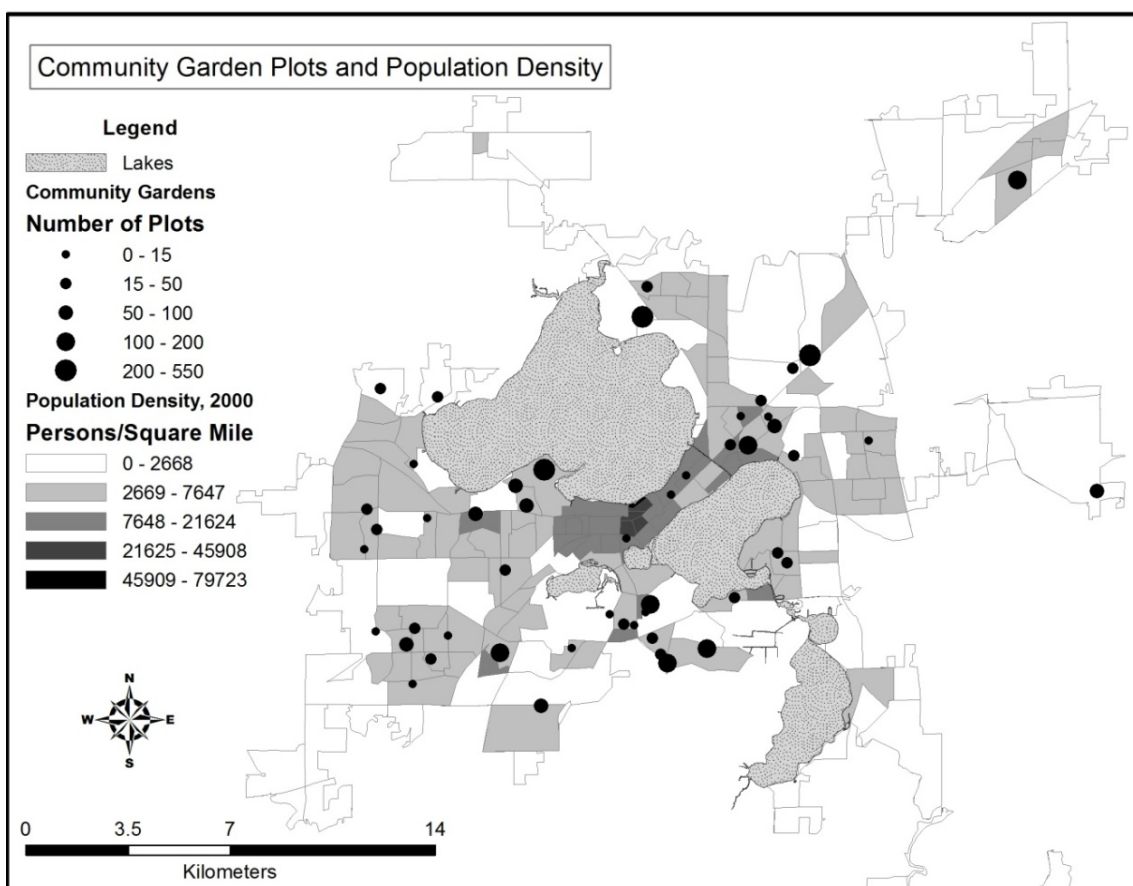 Community Garden Plots and Population Density
Legend
Lakes
Community Gardens
Number of Plots
0 - 15
15 - 50
50 - 100
100 - 200
200 - 550
Population Density, 2000
Persons/Square Mile
0 - 2668
2669 - 7647
7648 - 21624
21625 - 45908
45909 - 79723
N
W E
S
0 3.5 7 14
Kilometers